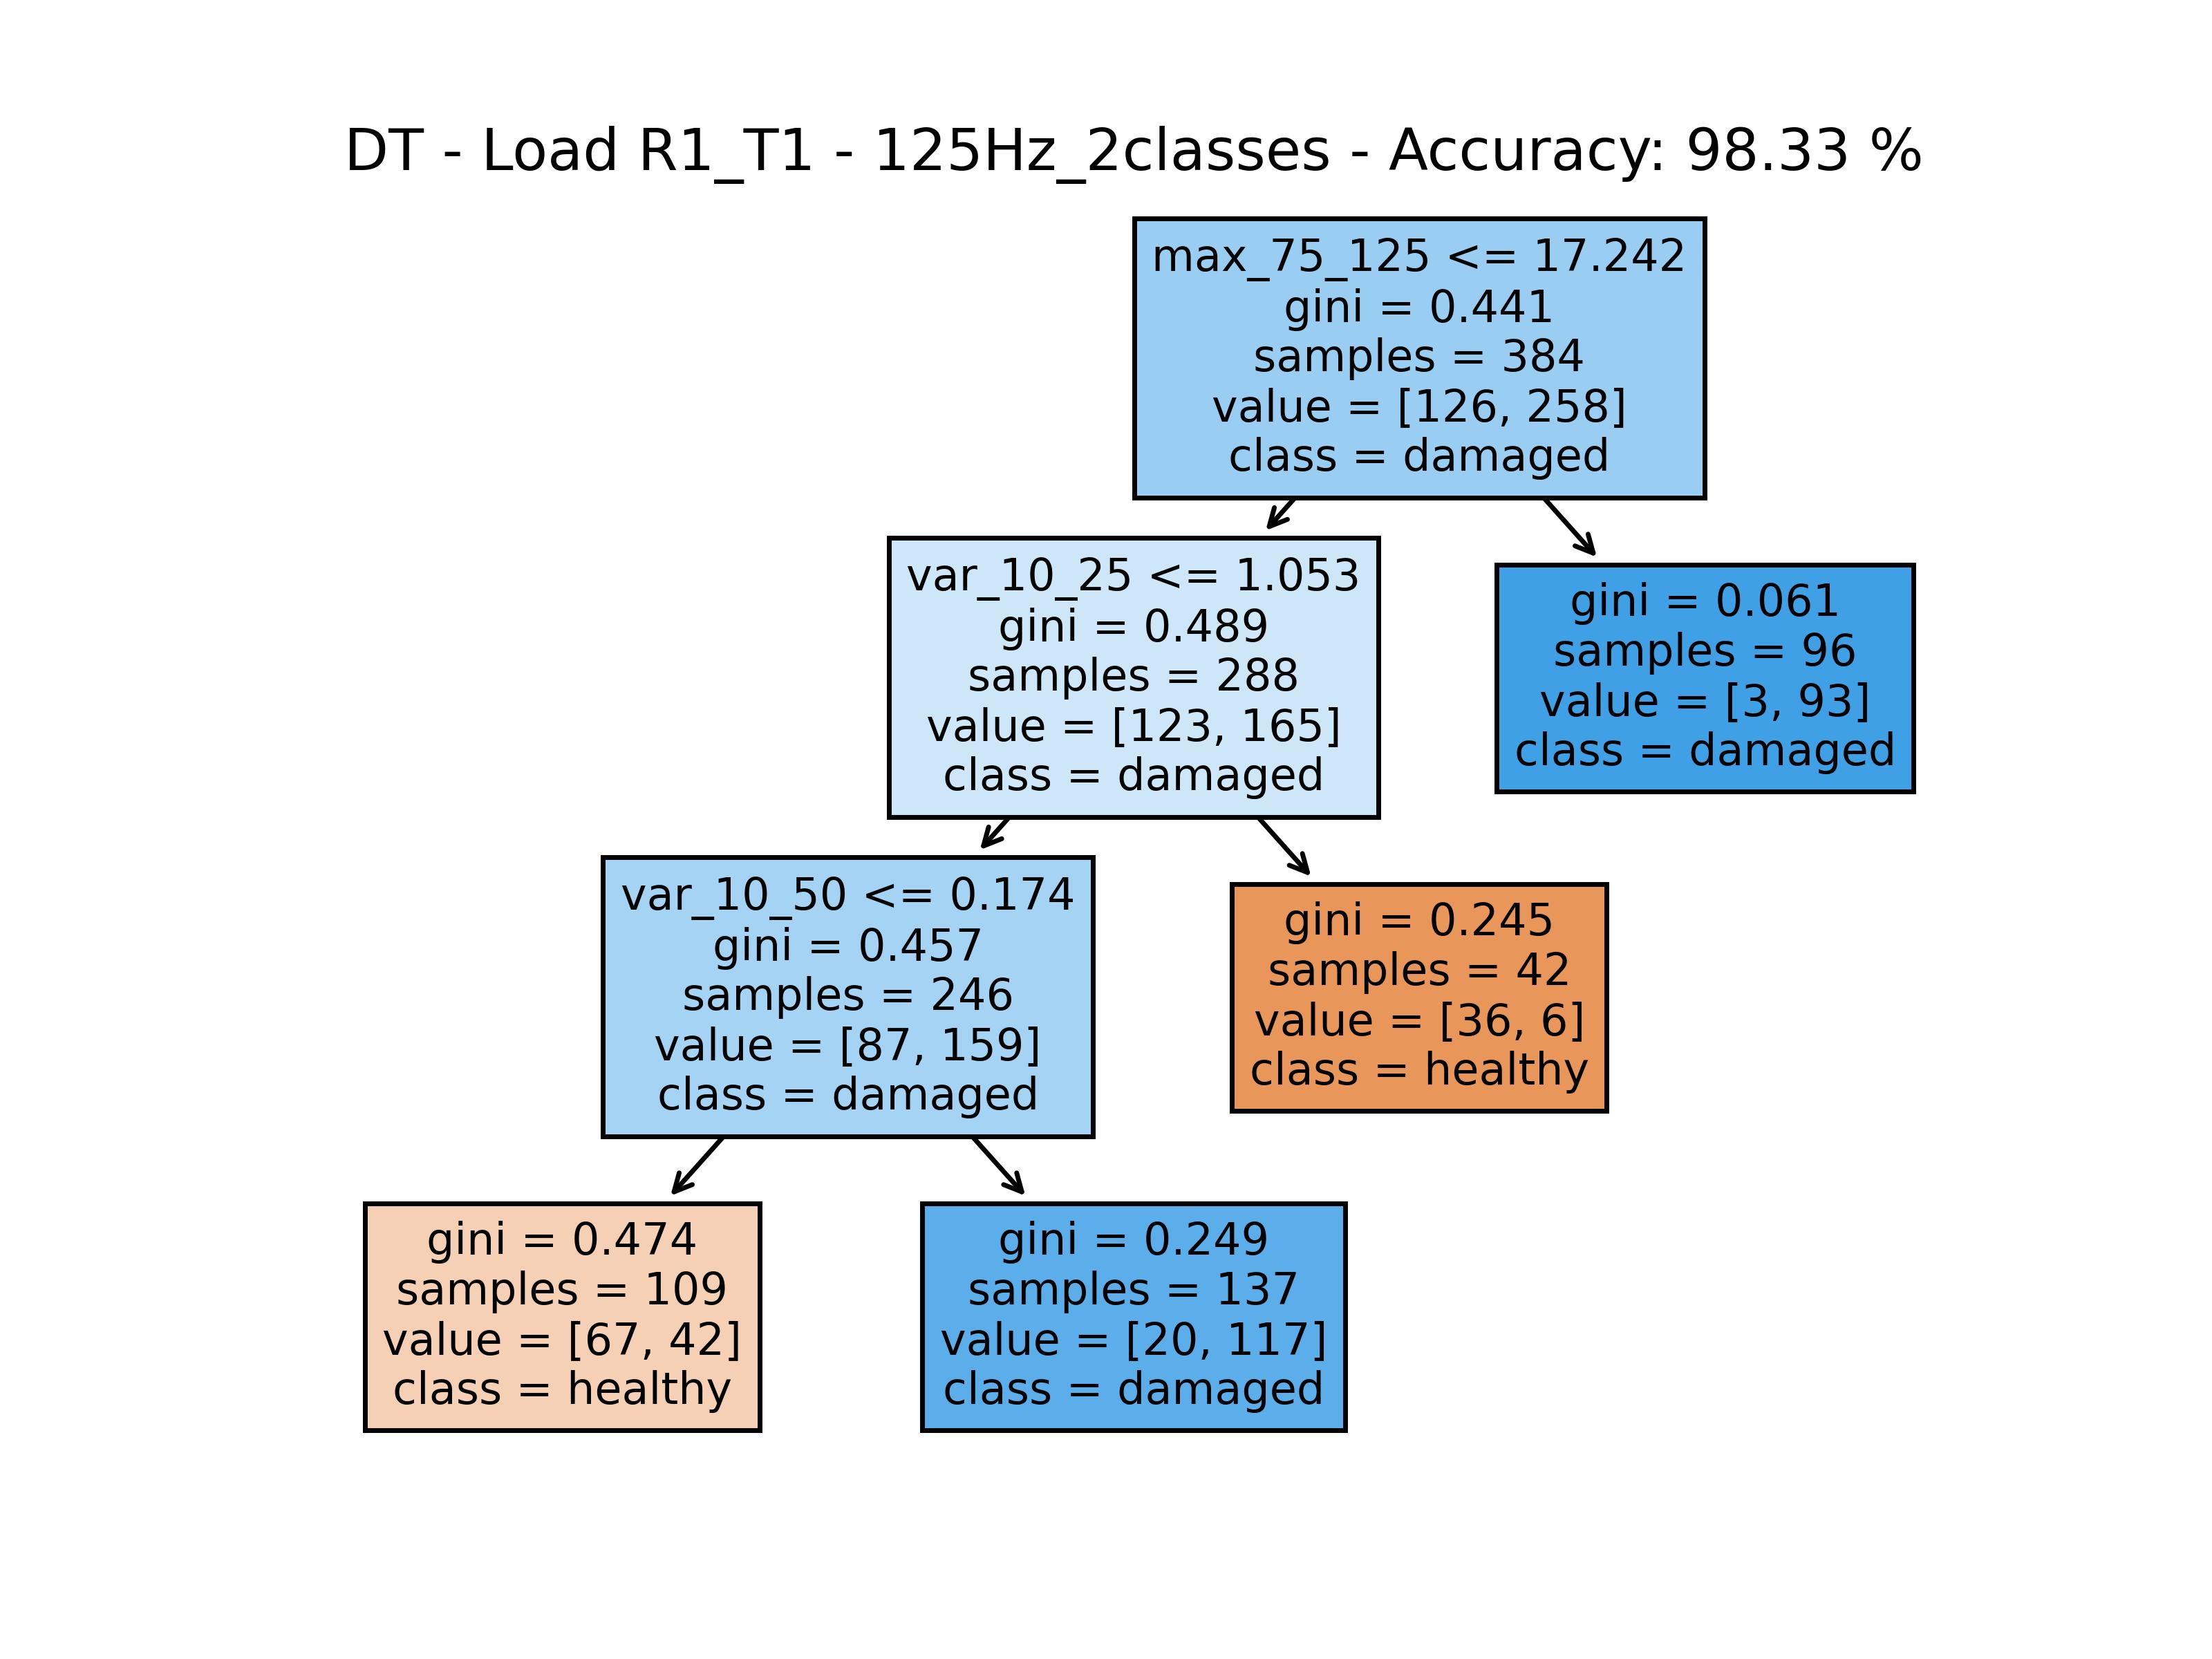 DT - Load R1_T1 - 125Hz_2classes - Accuracy: 98.33 %
max_75_125 <= 17.242
gini = 0.441
samples = 384
value = [126, 258]
class = damaged
var_10_25 <= 1.053
gini = 0.489
samples = 288
value = [123, 165]
class = damaged
gini = 0.061
samples = 96
value = [3, 93]
class = damaged
var_10_50 <= 0.174
gini = 0.457
samples = 246
value = [87, 159]
class = damaged
gini = 0.245
samples = 42
value = [36, 6]
class = healthy
gini = 0.474
samples = 109
value = [67, 42]
class = healthy
gini = 0.249
samples = 137
value = [20, 117]
class = damaged